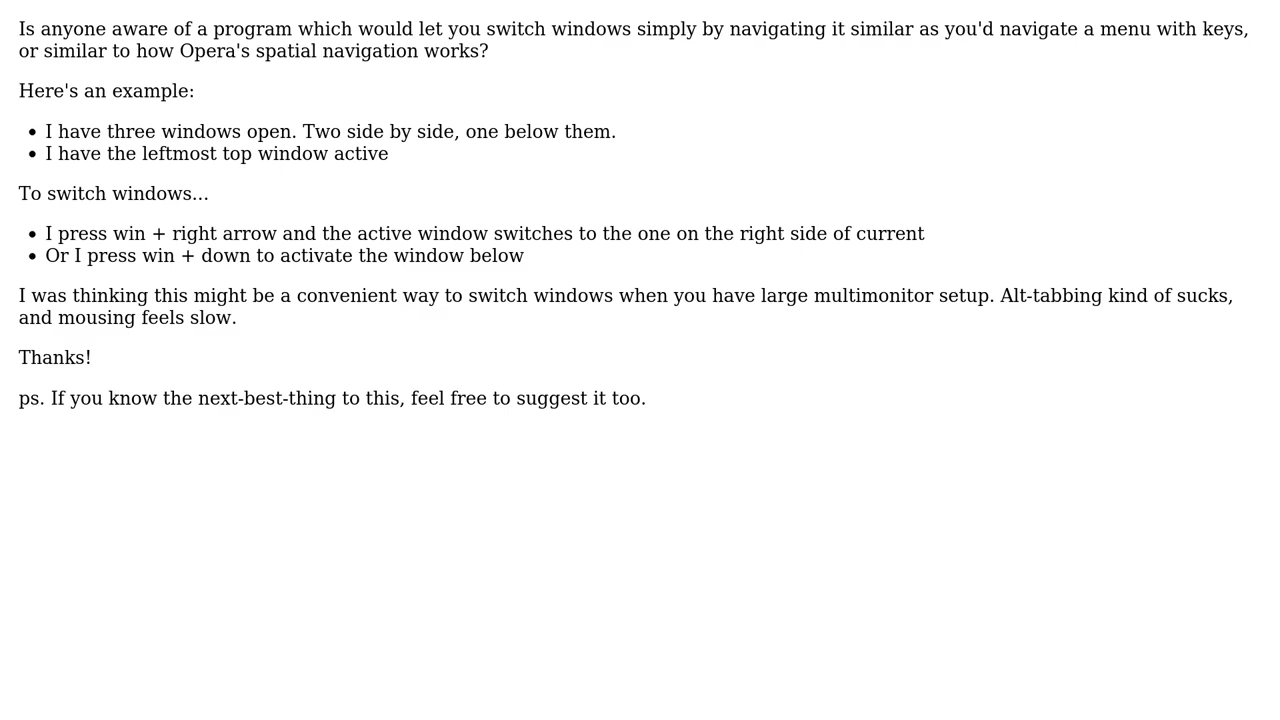 Is anyone aware of a program which would let you switch windows simply by navigating it similar as you'd navigate a menu with keys,
or similar to how Opera's spatial navigation works?
Here's an example:
• I have three windows open. Two side by side, one below them.
• I have the leftmost top window active
To switch windows...
• I press win + right arrow and the active window switches to the one on the right side of current
• Or I press win + down to activate the window below
I was thinking this might be a convenient way to switch windows when you have large multimonitor setup. Alt-tabbing kind of sucks,
and mousing feels slow.
Thanks!
ps. If you know the next-best-thing to this, feel free to suggest it too.